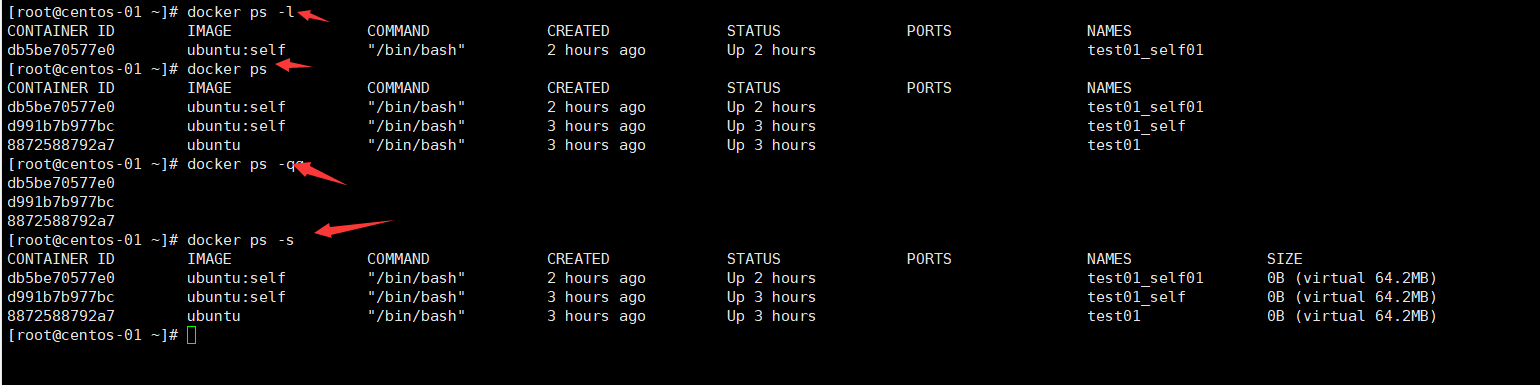 [root@centos-01 ~]# docker ps -l
CONTAINER ID        IMAGE               COMMAND             CREATED             STATUS              PORTS               NAMES
db5be70577e0        ubuntu:self         "/bin/bash"         2 hours ago         Up 2 hours                              test01_self01
[root@centos-01 ~]# docker ps
CONTAINER ID        IMAGE               COMMAND             CREATED             STATUS              PORTS               NAMES
db5be70577e0        ubuntu:self         "/bin/bash"         2 hours ago         Up 2 hours                              test01_self01
d991b7b977bc        ubuntu:self         "/bin/bash"         3 hours ago         Up 3 hours                              test01_self
8872588792a7        ubuntu              "/bin/bash"         3 hours ago         Up 3 hours                              test01
[root@centos-01 ~]# docker ps -qq
db5be70577e0
d991b7b977bc
8872588792a7
[root@centos-01 ~]# docker ps -s
CONTAINER ID        IMAGE               COMMAND             CREATED             STATUS              PORTS               NAMES               SIZE
db5be70577e0        ubuntu:self         "/bin/bash"         2 hours ago         Up 2 hours                              test01_self01       0B (virtual 64.2MB)
d991b7b977bc        ubuntu:self         "/bin/bash"         3 hours ago         Up 3 hours                              test01_self         0B (virtual 64.2MB)
8872588792a7        ubuntu              "/bin/bash"         3 hours ago         Up 3 hours                              test01              0B (virtual 64.2MB)
[root@centos-01 ~]#